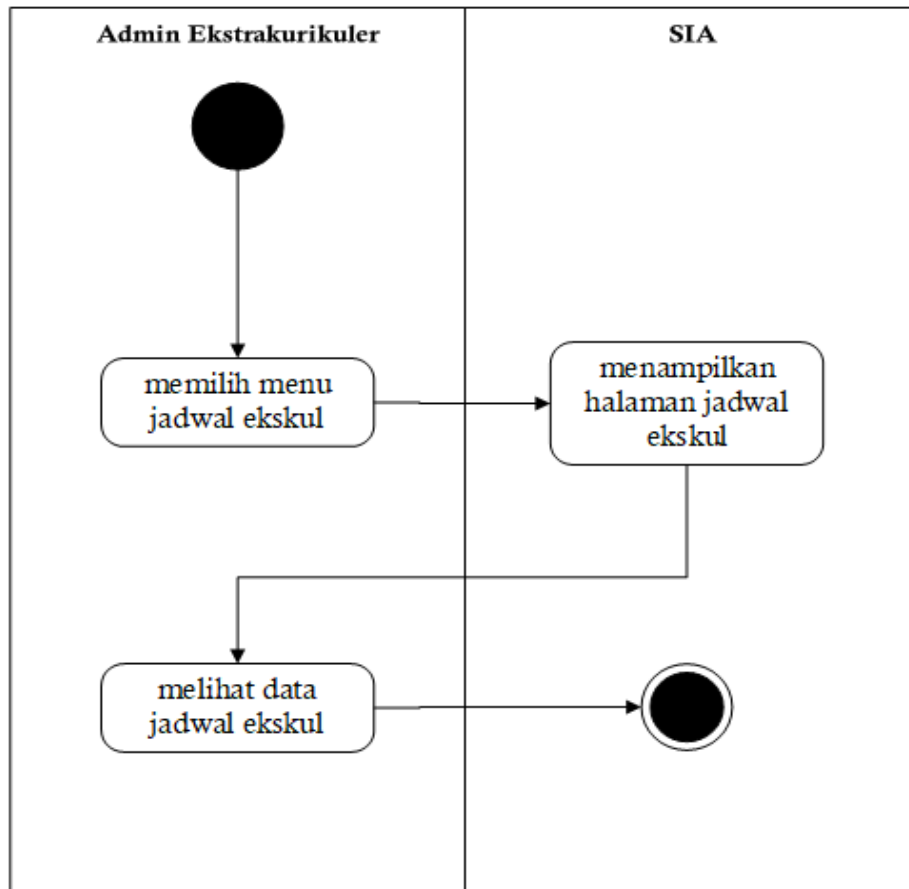 Admin Ekstrakurikuler
SIA
memilih menu
jadwal ekskul
menampilkan
halaman jadwal
ekskul
melihat data
jadwal ekskul